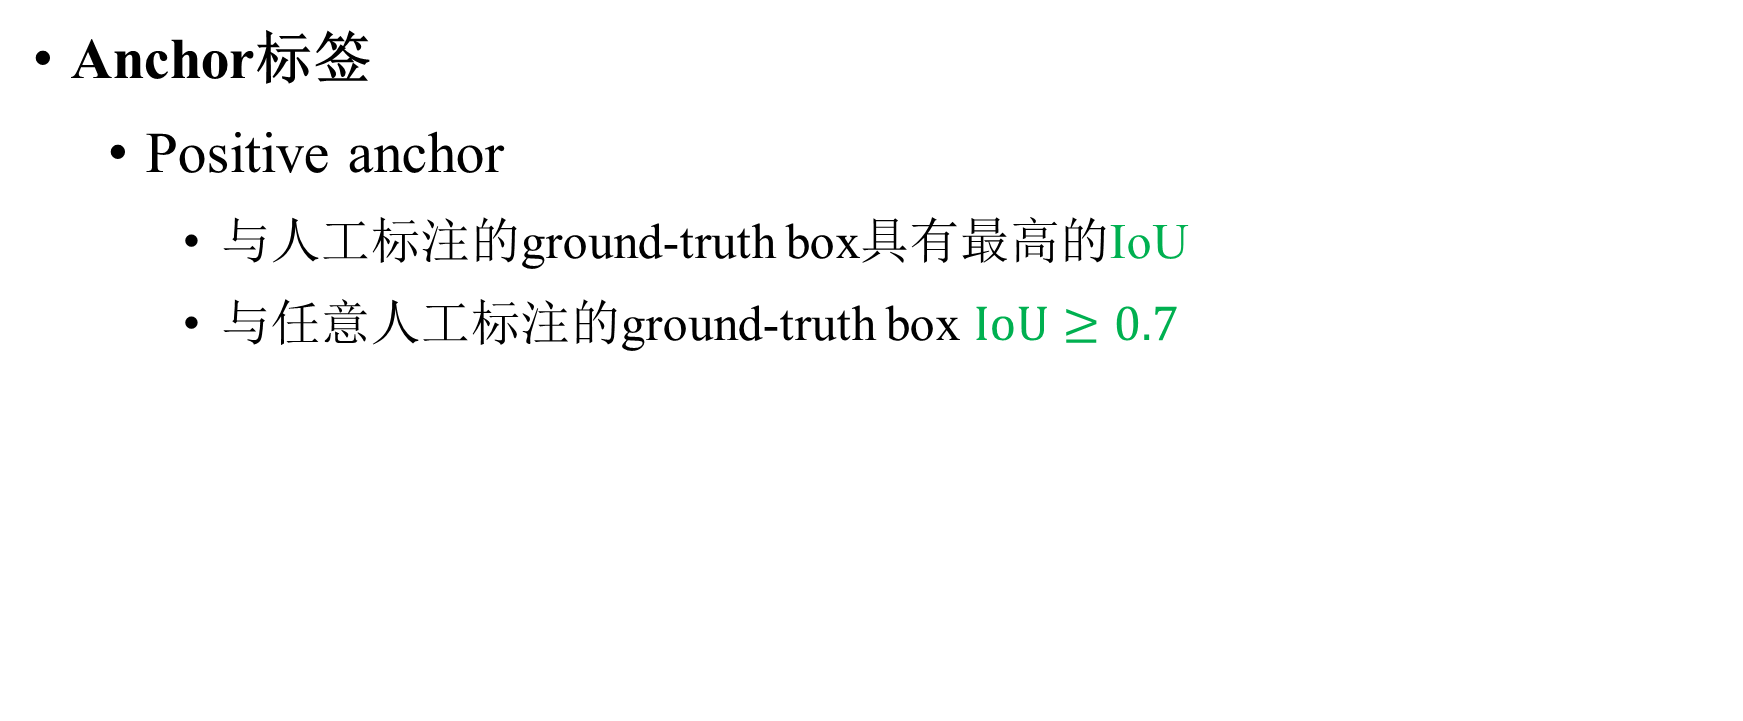 • Anchor标签
• Positive anchor
• 与人工标注的ground-truth box具有最高的IoU
• 与任意人工标注的ground-truth box IoU ≥ 0.7